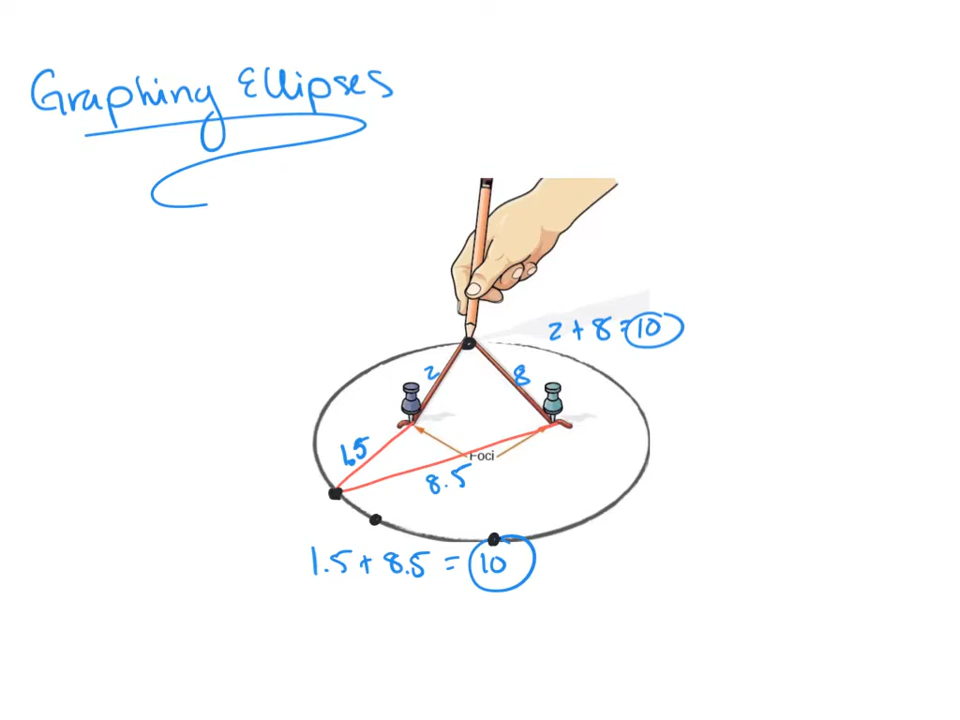 Graphing Ellipses
2 + 8 = 10
2
8
1.5
Foci
8.5
1.5 + 8.5 = 10